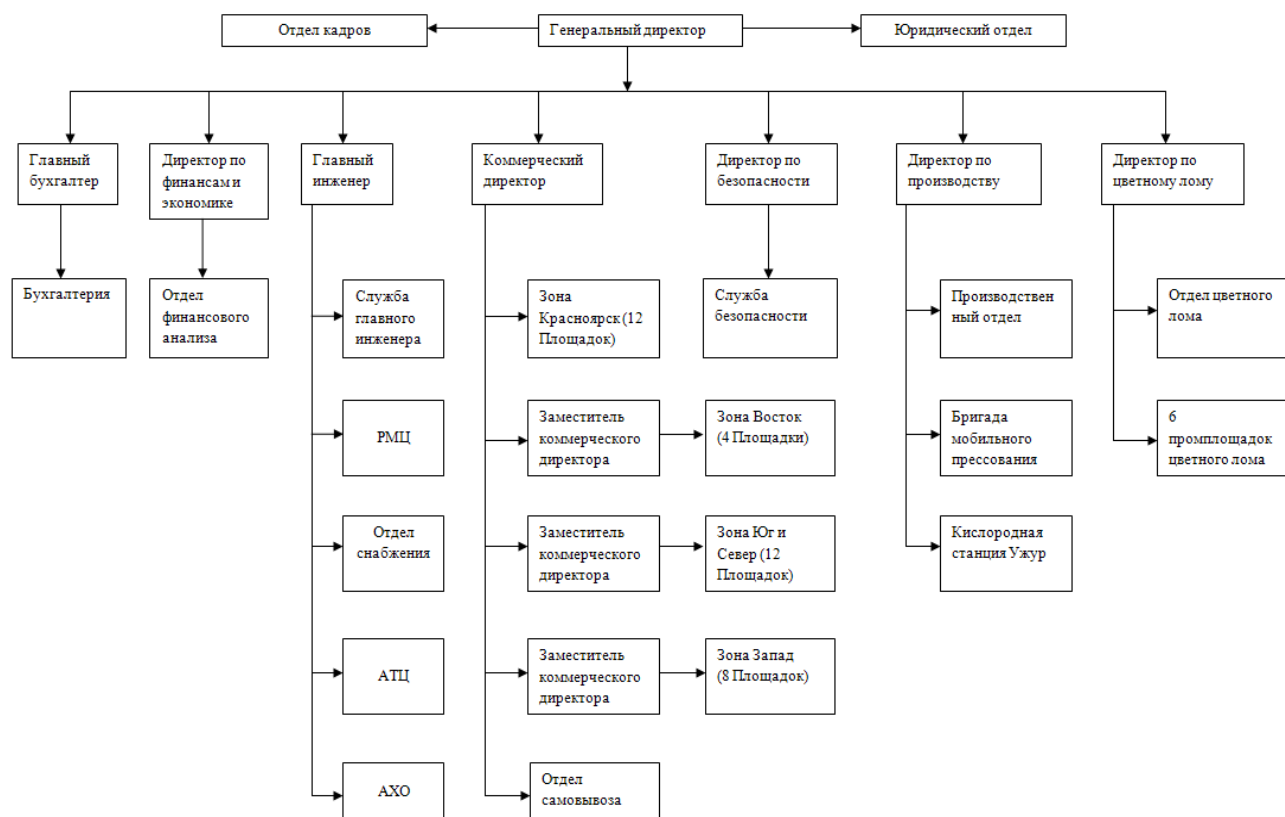 Отдел кадров
Генеральный директор
Юридический отдел
Главный
бухгалтер
Директор по
финансам и
экономике
Главный
инженер
Коммерческий
директор
Директор по
безопасности
Директор по
производству
Директор по
цветному лому
Бухгалтерия
Отдел
финансового
анализа
Служба
главного
инженера
Зона
Красноярск (12
Площадок)
Служба
безопасности
Производствен
ный отдел
Отдел цветного
лома
РМЦ
Заместитель
коммерческого
директора
Зона Восток
(4 Площадки)
Бригада
мобильного
прессования
6
промплощадок
цветного лома
Отдел
снабжения
Заместитель
коммерческого
директора
Зона Юг и
Север (12
Площадок)
Кислородная
станция Ужур
АТЦ
Заместитель
коммерческого
директора
Зона Запад
(8 Площадок)
АХО
Отдел
самовывоза